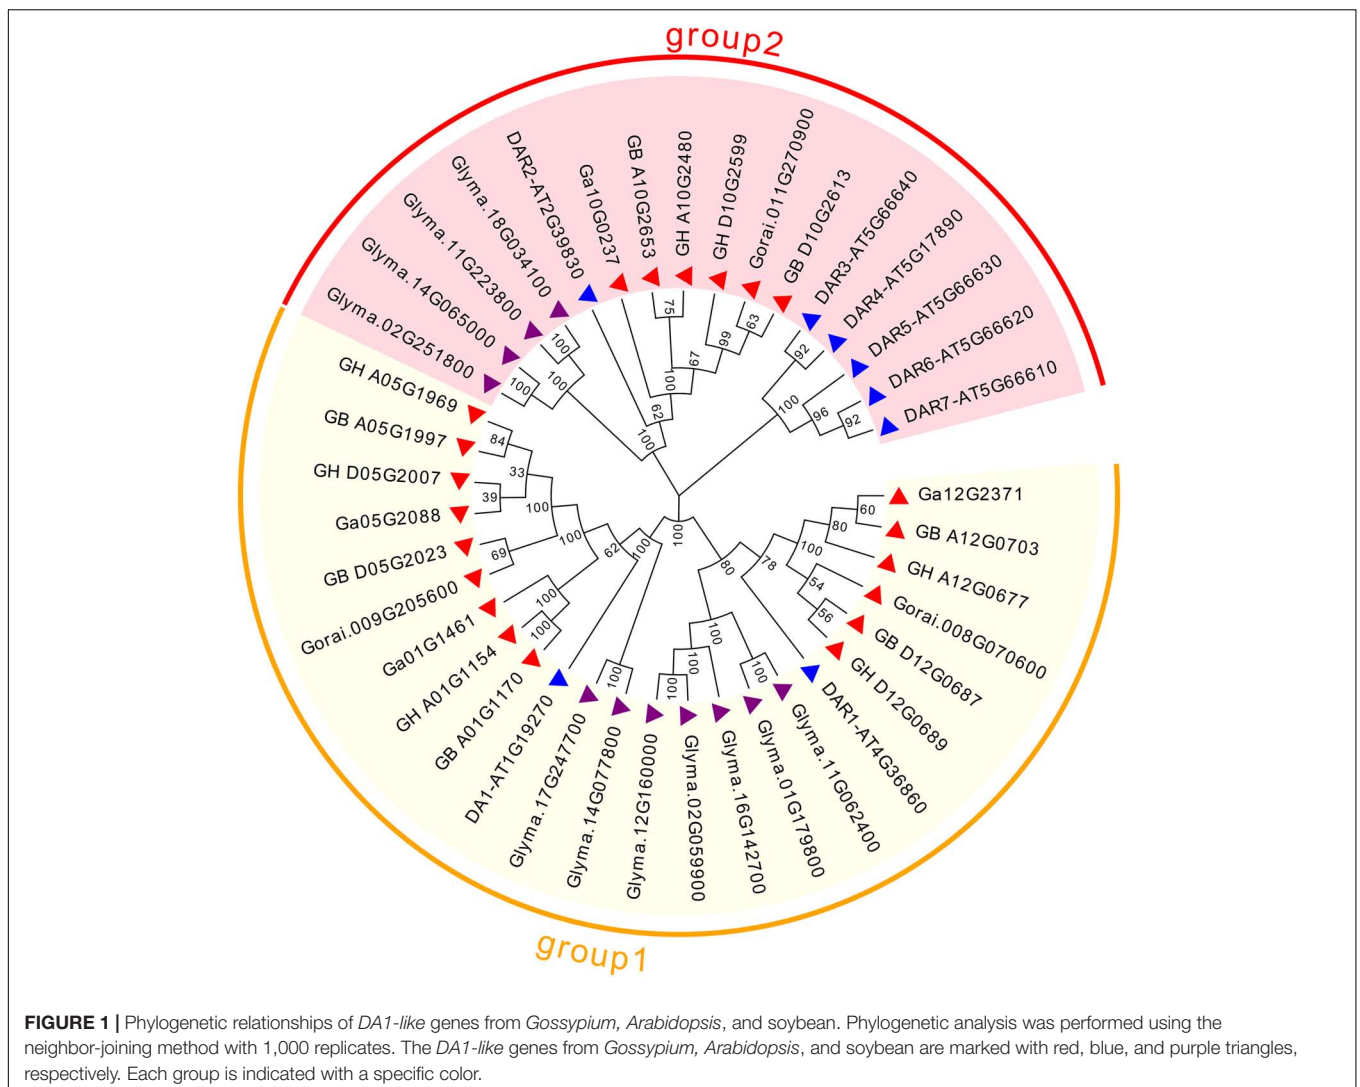 group2
Glyma.02G251800
Glyma.14G065000
Glyma.11G223800
Glyma.18G034100
DAR2-AT2G39830
Ga10G0237
GB A10G2653
GH A10G2480
GH D10G2599
Gorai.011G270900
GB D10G2613
DAR3-AT5G66640
DAR4-AT5G17890
DAR5-AT5G66630
DAR6-AT5G66620
DAR7-AT5G66610
100
100
100
75
100
67
99
63
62
100
92
100
96
92
GH A05G1969
GB A05G1997
GH D05G2007
Ga05G2088
GB D05G2023
Gorai.009G205600
Ga01G1461
GH A01G1154
GB A01G1170
DA1-AT1G19270
Glyma.17G247700
Glyma.14G077800
Glyma.12G160000
Glyma.02G059900
Glyma.16G142700
Glyma.01G179800
Glyma.11G062400
DAR1-AT4G36860
GH D12G0689
GB D12G0687
Gorai.008G070600
GH A12G0677
GB A12G0703
Ga12G2371
84
33
39
100
69
100
62
100
100
100
100
100
80
78
100
80
60
54
56
100
100
100
100
group1
FIGURE 1 | Phylogenetic relationships of DA1-like genes from Gossypium, Arabidopsis, and soybean. Phylogenetic analysis was performed using the
neighbor-joining method with 1,000 replicates. The DA1-like genes from Gossypium, Arabidopsis, and soybean are marked with red, blue, and purple triangles,
respectively. Each group is indicated with a specific color.